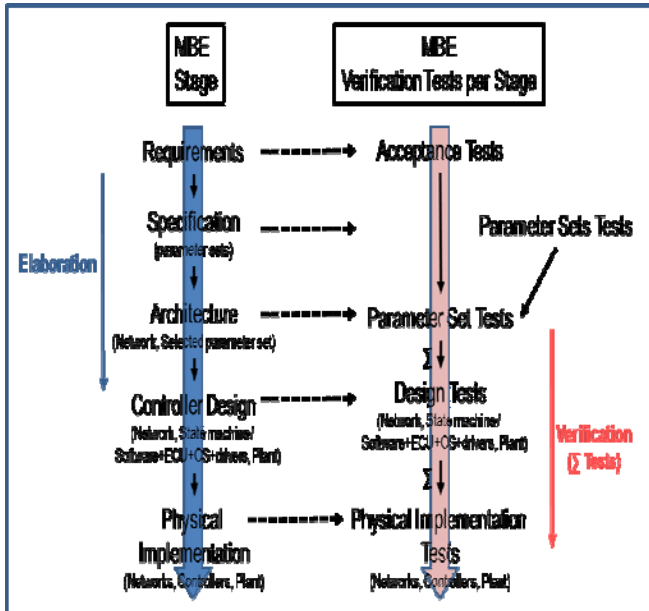 MBE
Stage
MBE
Verification Tests per Stage
Requirements
Acceptance Tests
Specification
(parameter sets)
Parameter Sets Tests
Elaboration
Architecture
(Network, Selected parameter set)
Parameter Set Tests
Σ
Controller Design
(Network, State machine/
Software+ECU+OS+drivers, Plant)
Design Tests
(Network, State machine/
Software+ECU+OS+drivers, Plant)
Verification
(∑ Tests)
Σ
Physical
Implementation
(Networks, Controllers, Plant)
Physical Implementation
Tests
(Networks, Controllers, Plant)